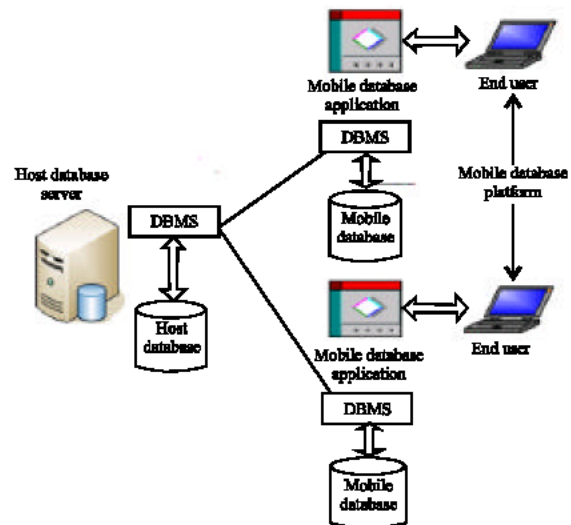 Mobile database
application
End user
DBMS
Host database
server
Mobile database
platform
DBMS
Mobile
database
Host
database
Mobile database
application
End user
DBMS
Mobile
database